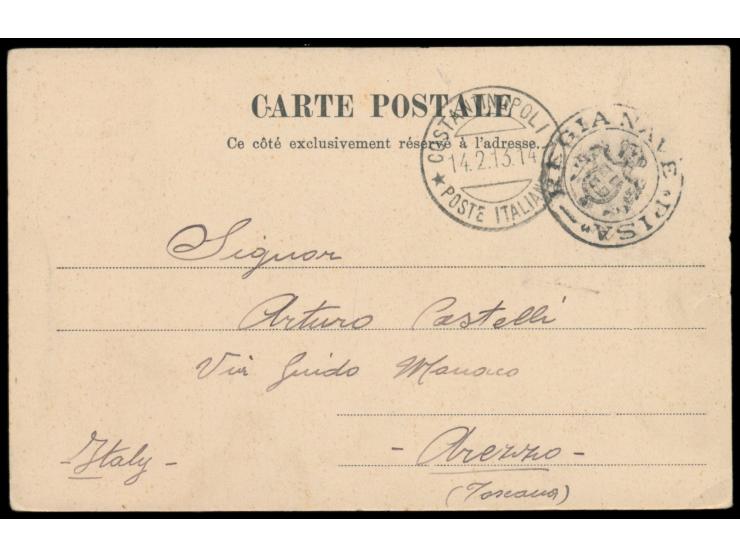 CARTE POSTALE
Ce côté exclusivement réservé à l'adresse.
COSTANTINOPOLI
14.2.13.14
★ POSTE ITALIA
REGIA NAVE "PISA"
Signor
Arturo Castelli
Via Guido Monaco
- Arezzo -
(Toscana)
- Italy -